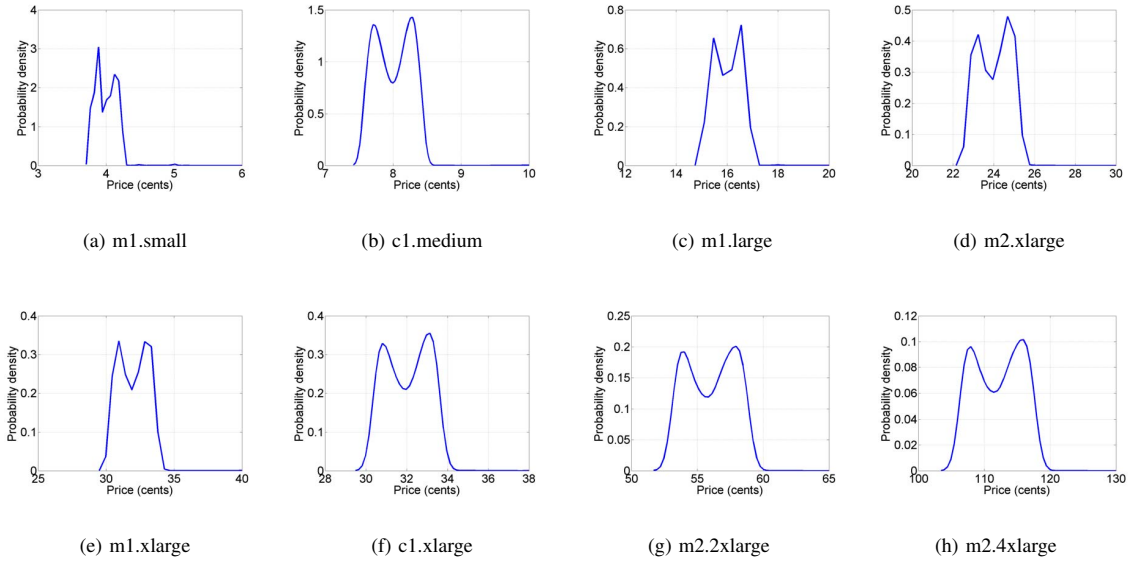 Probability density
4
3
2
1
0
3 4 5 6
Price (cents)
(a) m1.small
Probability density
1.5
1
0.5
0
7 8 9 10
Price (cents)
(b) c1.medium
Probability density
0.8
0.6
0.4
0.2
0
12 14 16 18 20
Price (cents)
(c) m1.large
Probability density
0.5
0.4
0.3
0.2
0.1
0
20 22 24 26 28 30
Price (cents)
(d) m2.xlarge
Probability density
0.4
0.3
0.2
0.1
0
25 30 35 40
Price (cents)
(e) m1.xlarge
Probability density
0.4
0.3
0.2
0.1
0
28 30 32 34 36 38
Price (cents)
(f) c1.xlarge
Probability density
0.25
0.2
0.15
0.1
0.05
0
50 55 60 65
Price (cents)
(g) m2.2xlarge
Probability density
0.12
0.1
0.08
0.06
0.04
0.02
0
100 110 120 130
Price (cents)
(h) m2.4xlarge